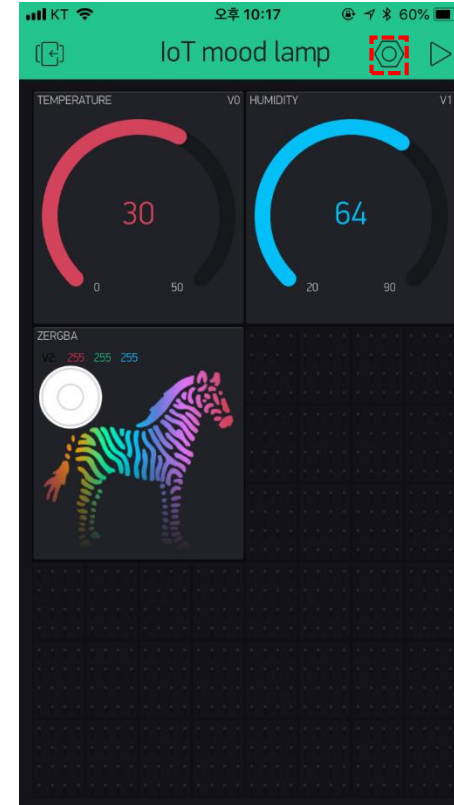 KT 오후 10:17 60%
IoT mood lamp
TEMPERATURE V0 HUMIDITY V1
30 64
0 50 20 90
ZERGBA
V2 255 255 255